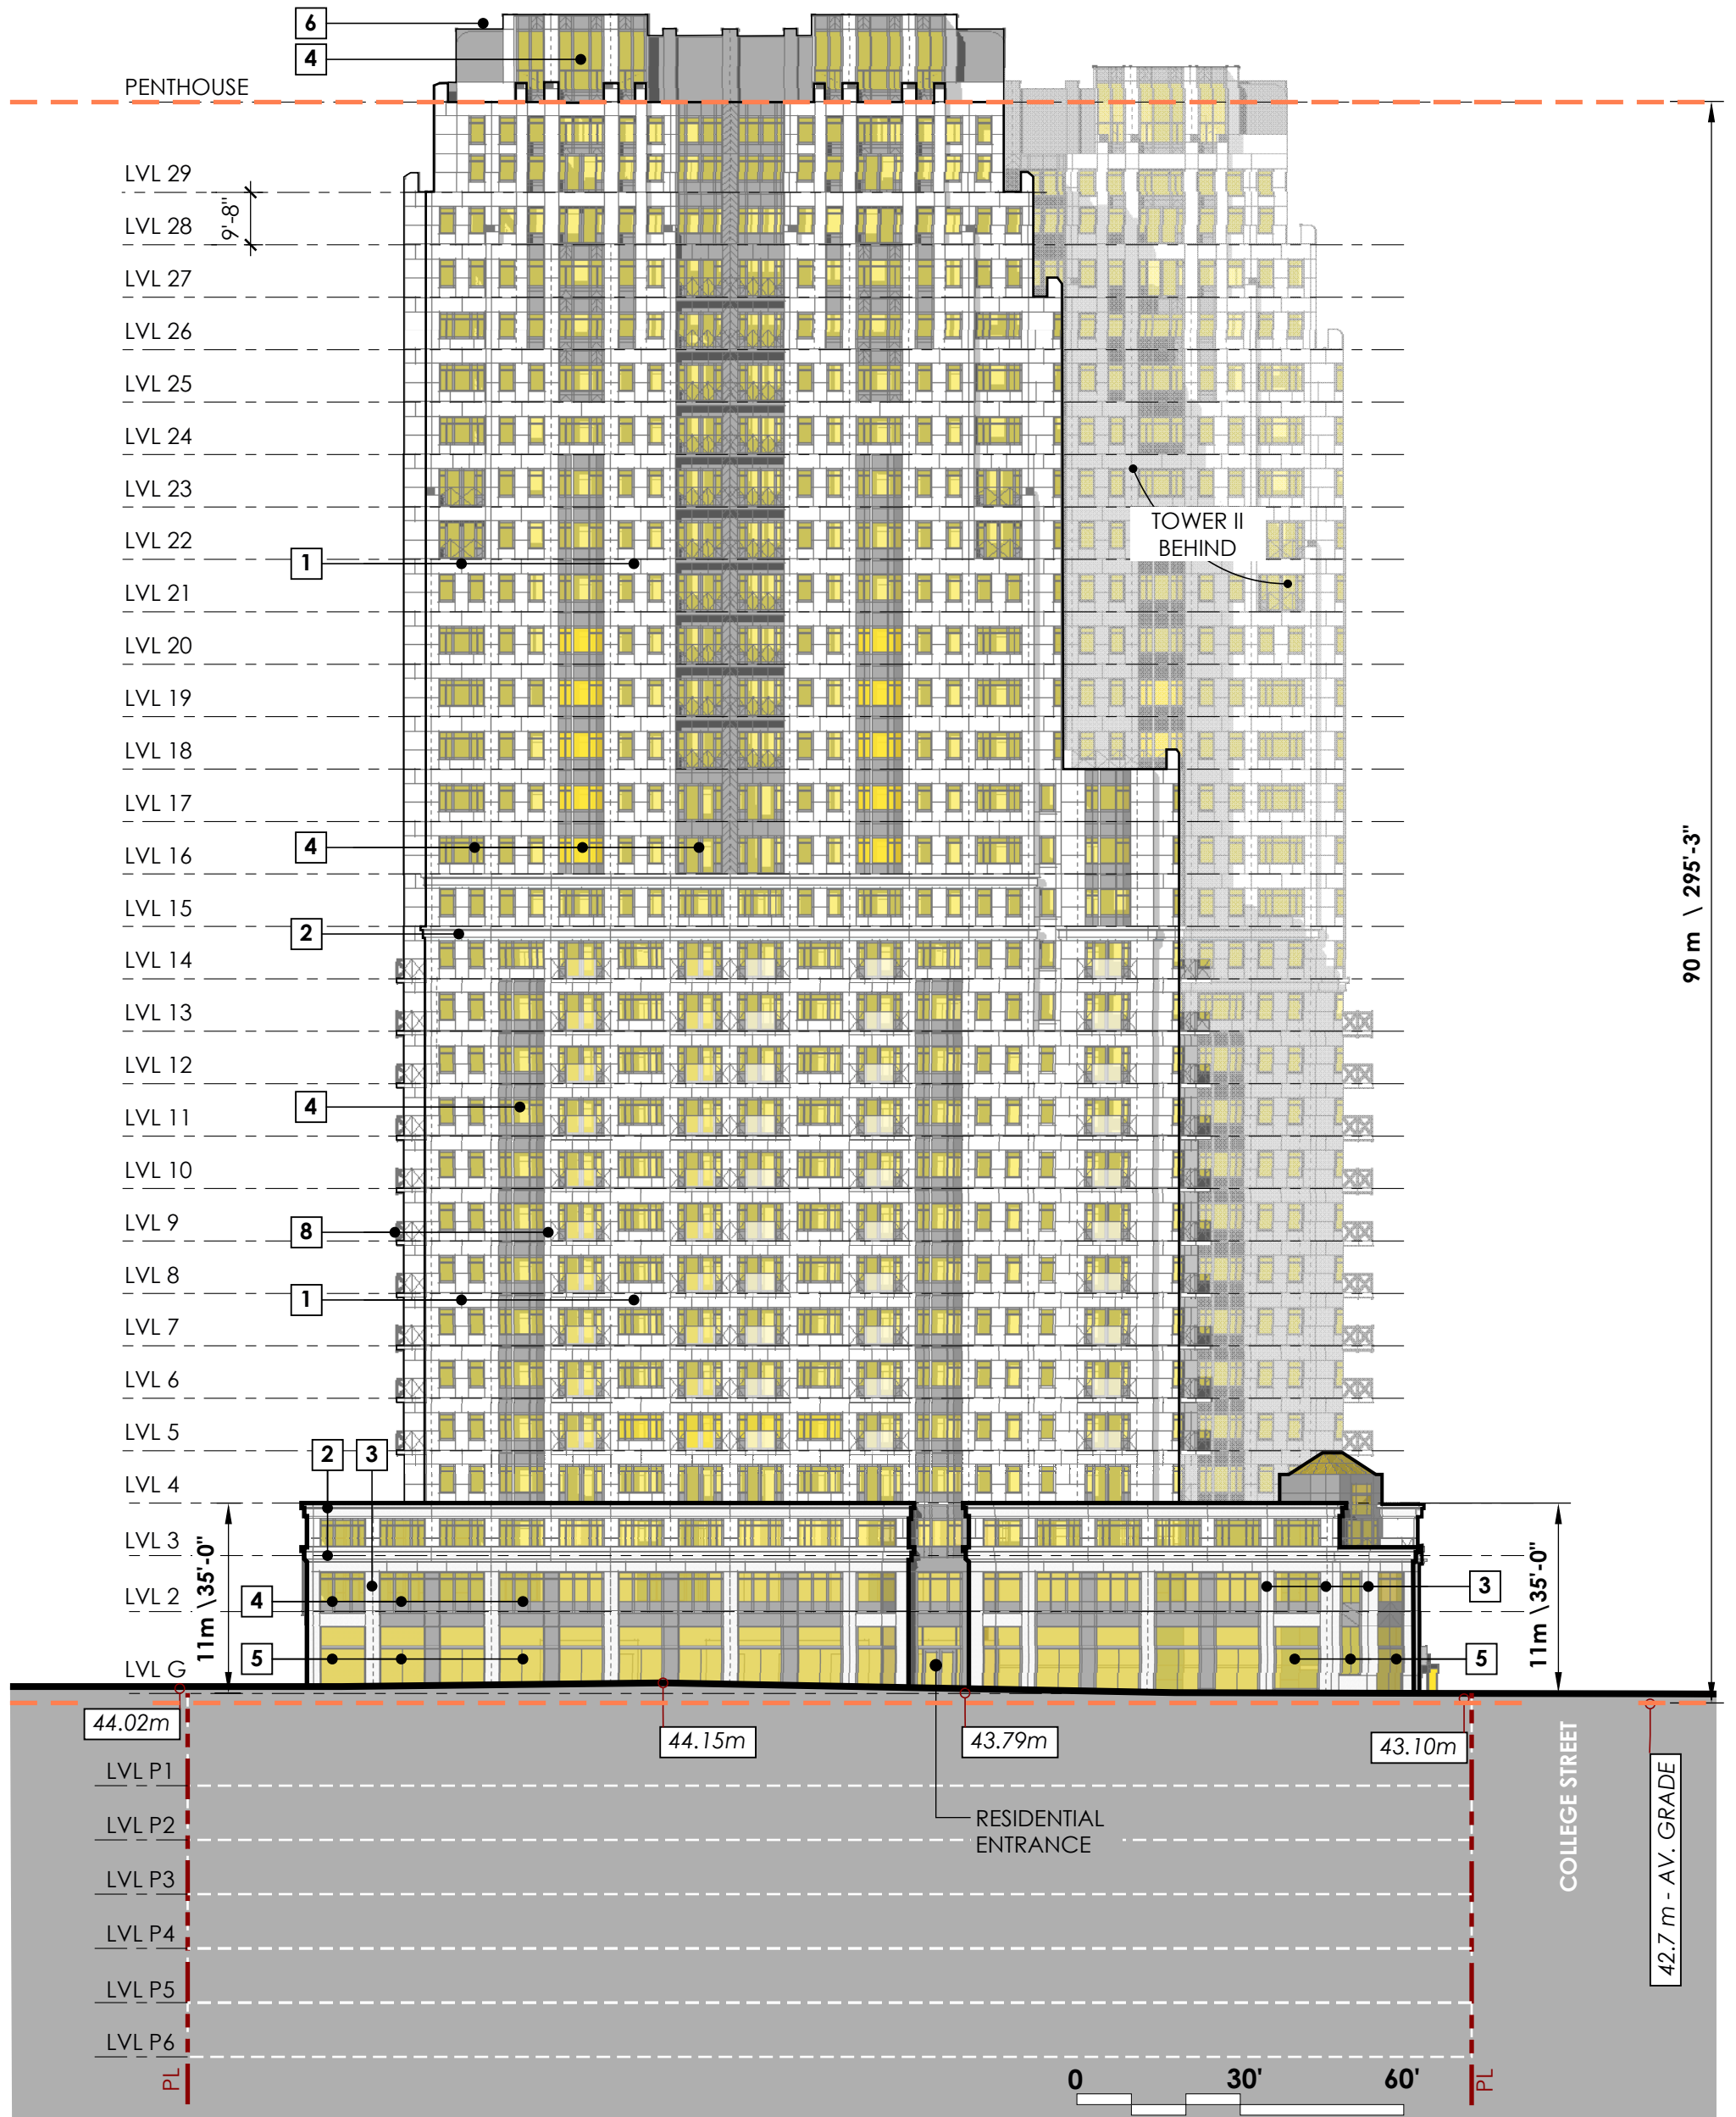 6
4
PENTHOUSE
LVL 29
9'-8"
LVL 28
LVL 27
LVL 26
LVL 25
LVL 24
LVL 23
TOWER II
BEHIND
LVL 22
1
LVL 21
LVL 20
LVL 19
LVL 18
LVL 17
4
LVL 16
LVL 15
2
LVL 14
90 m \ 295'-3"
LVL 13
LVL 12
4
LVL 11
LVL 10
LVL 9
8
LVL 8
1
LVL 7
LVL 6
LVL 5
2
3
LVL 4
LVL 3
11m \ 35'-0"
11m \ 35'-0"
LVL 2
4
3
LVL G
5
5
44.02m
44.15m
43.79m
43.10m
LVL P1
COLLEGE STREET
42.7 m - AV. GRADE
RESIDENTIAL
ENTRANCE
LVL P2
LVL P3
LVL P4
LVL P5
LVL P6
PL
0 30' 60'
PL